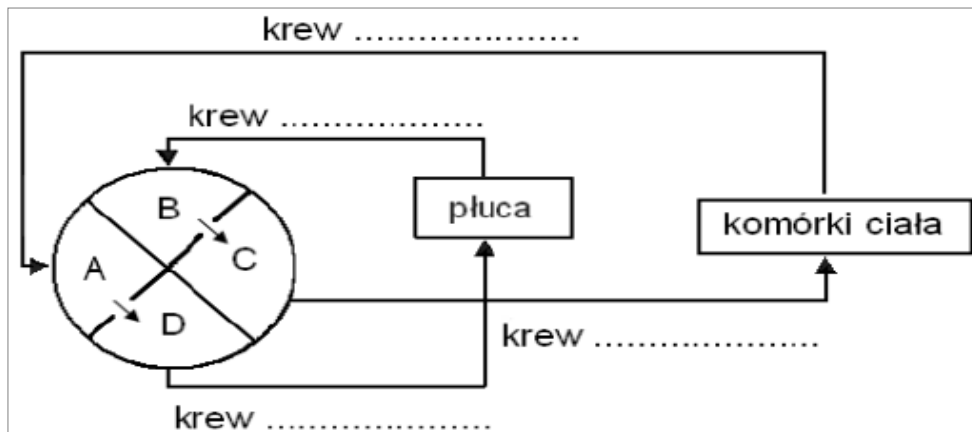 krew ........................
krew .....................
płuca
komórki ciała
B
C
A
D
krew .......................
krew .......................